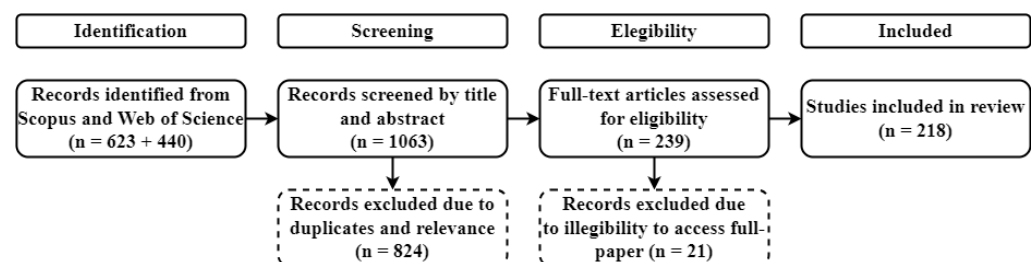 Identification
Screening
Elegibility
Included
Records identified from
Scopus and Web of Science
(n = 623 + 440)
Records screened by title
and abstract
(n = 1063)
Full-text articles assessed
for eligibility
(n = 239)
Studies included in review
(n = 218)
Records excluded due to
duplicates and relevance
(n = 824)
Records excluded due
to illegibility to access full-
paper (n = 21)